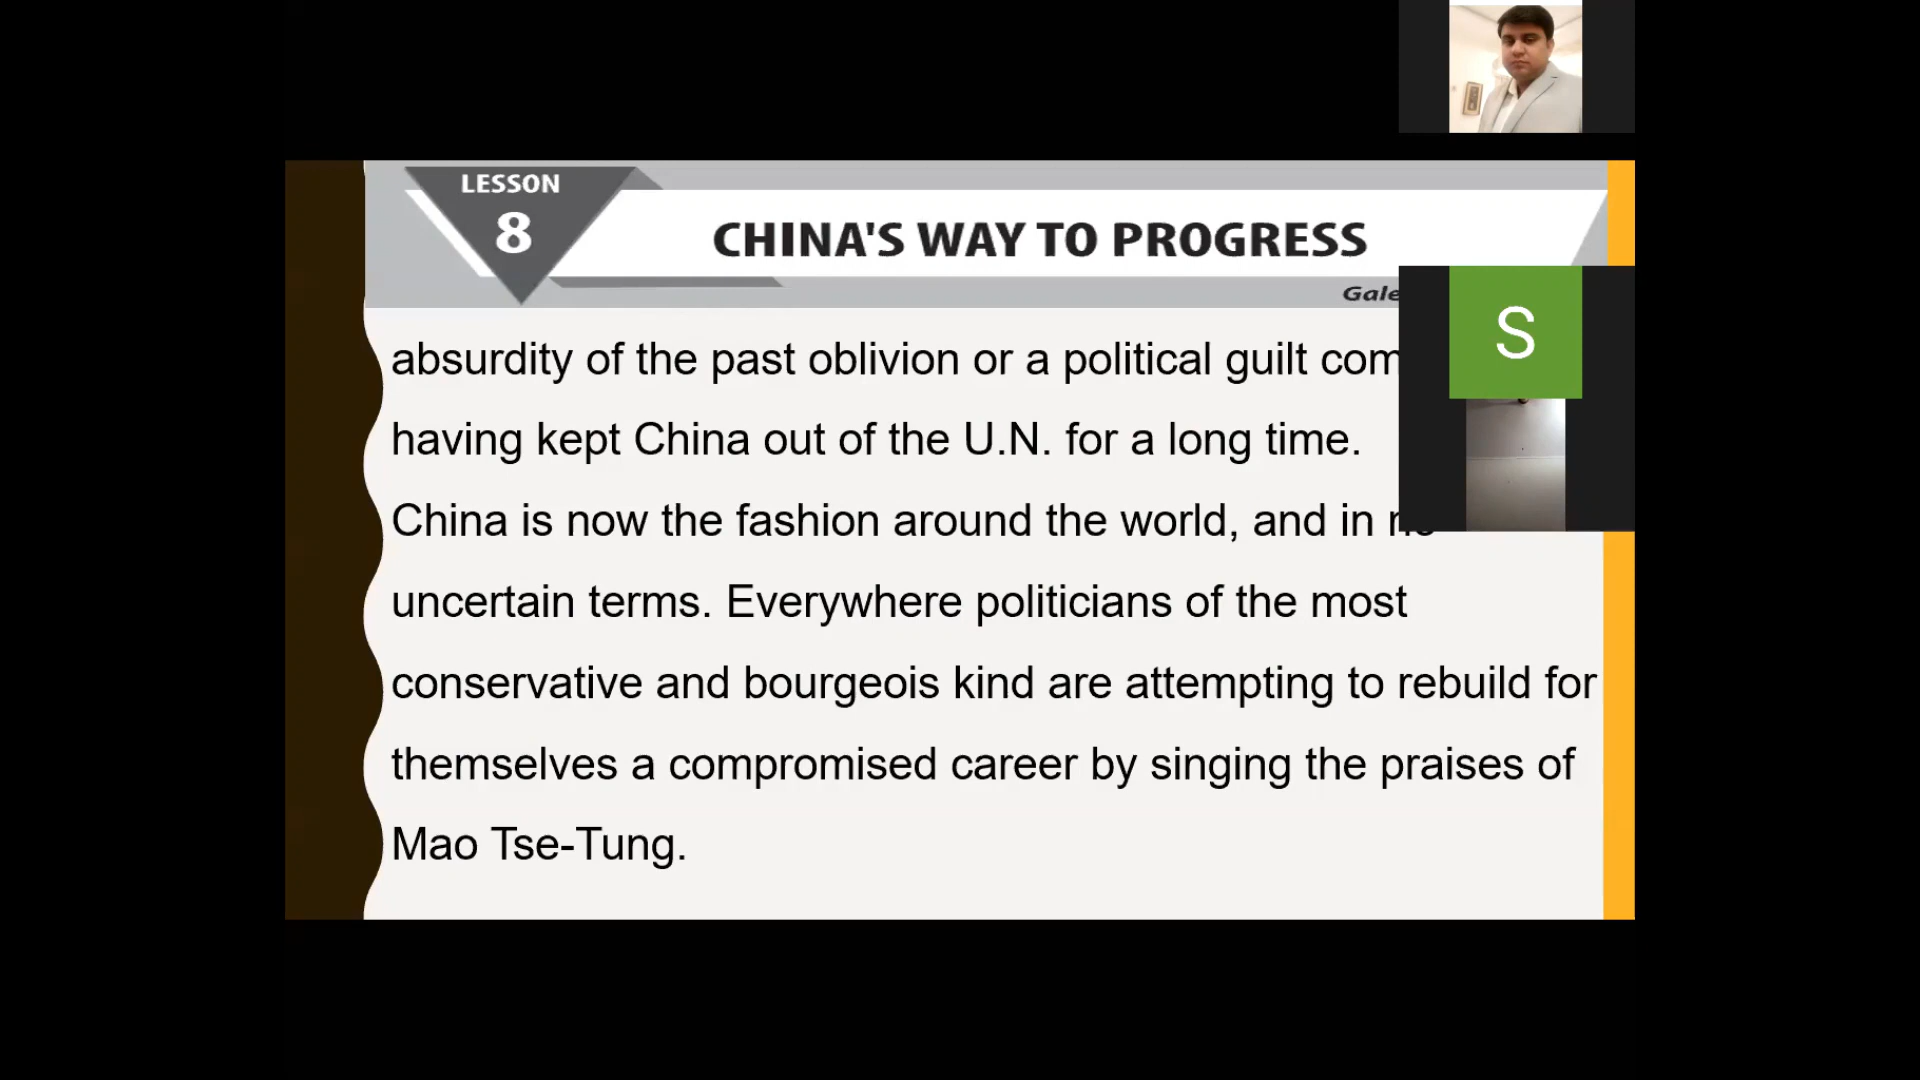 LESSON
8
CHINA'S WAY TO PROGRESS
absurdity of the past oblivion or a political guilt
having kept China out of the U.N. for a long time.
China is now the fashion around the world, and in
uncertain terms. Everywhere politicians of the most
conservative and bourgeois kind are attempting to rebuild for
themselves a compromised career by singing the praises of
Mao Tse-Tung.
S